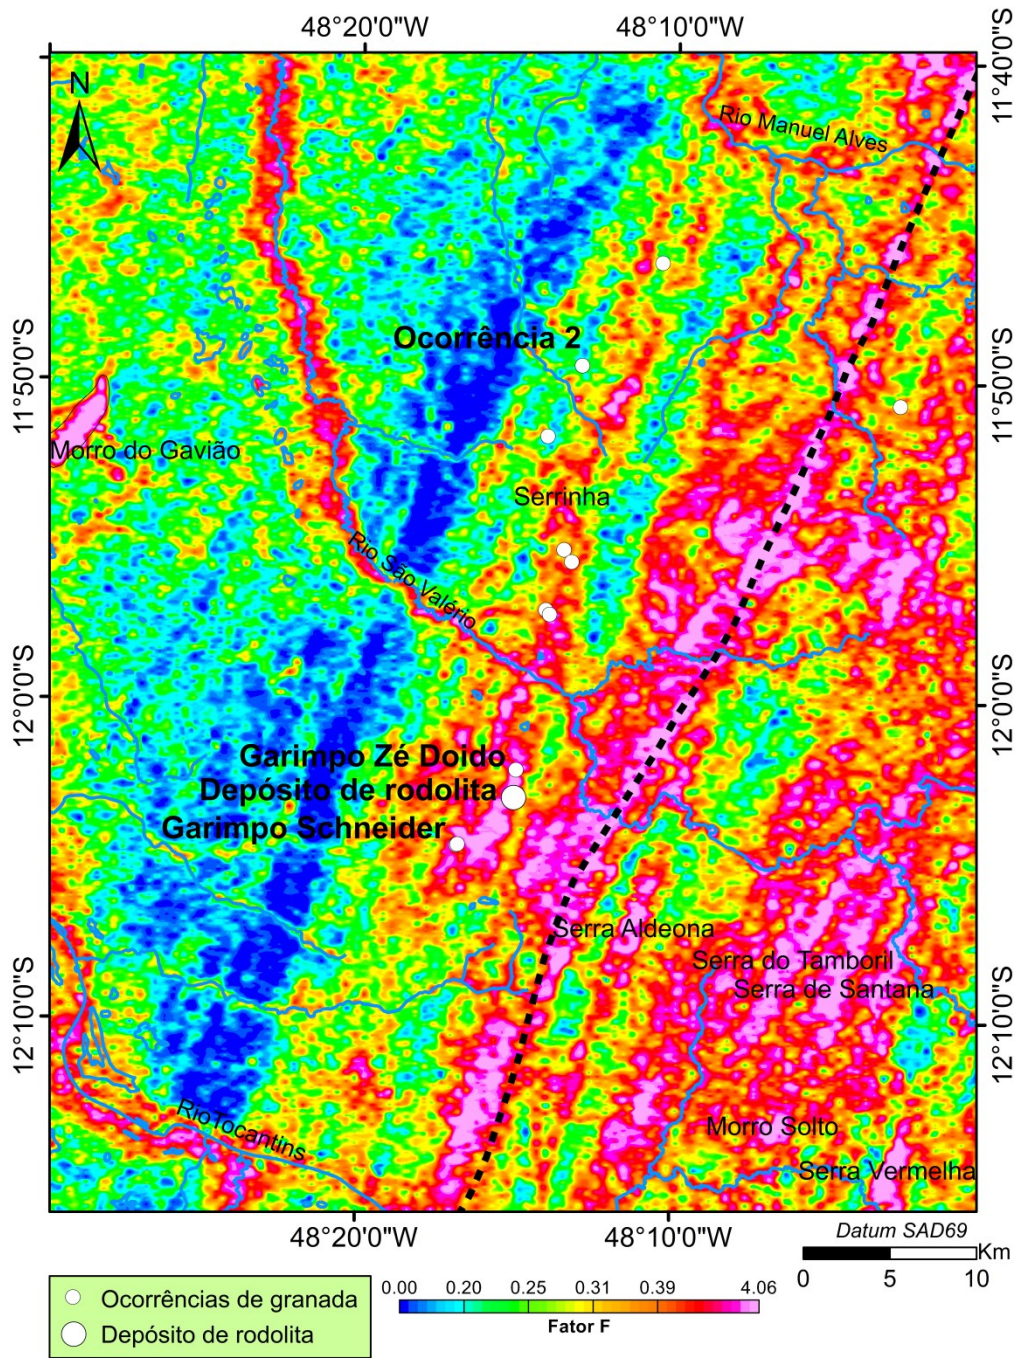 48°20'0"W
48°10'0"W
11°40'0"S
N
Rio Manuel Alves
Ocorrência 2
11°50'0"S
11°50'0"S
Morro do Gavião
Serrinha
Rio São Valério
12°0'0"S
12°0'0"S
Garimpo Zé Doido
Depósito de rodolita
Garimpo Schneider
Serra Aldeona
Serra do Tamboril
Serra de Santana
12°10'0"S
12°10'0"S
RioTocantins
Morro Solto
Serra Vermelha
48°20'0"W
48°10'0"W
Datum SAD69
Km
0 5 10
Ocorrências de granada
Depósito de rodolita
0.00 0.20 0.25 0.31 0.39 4.06
Fator F